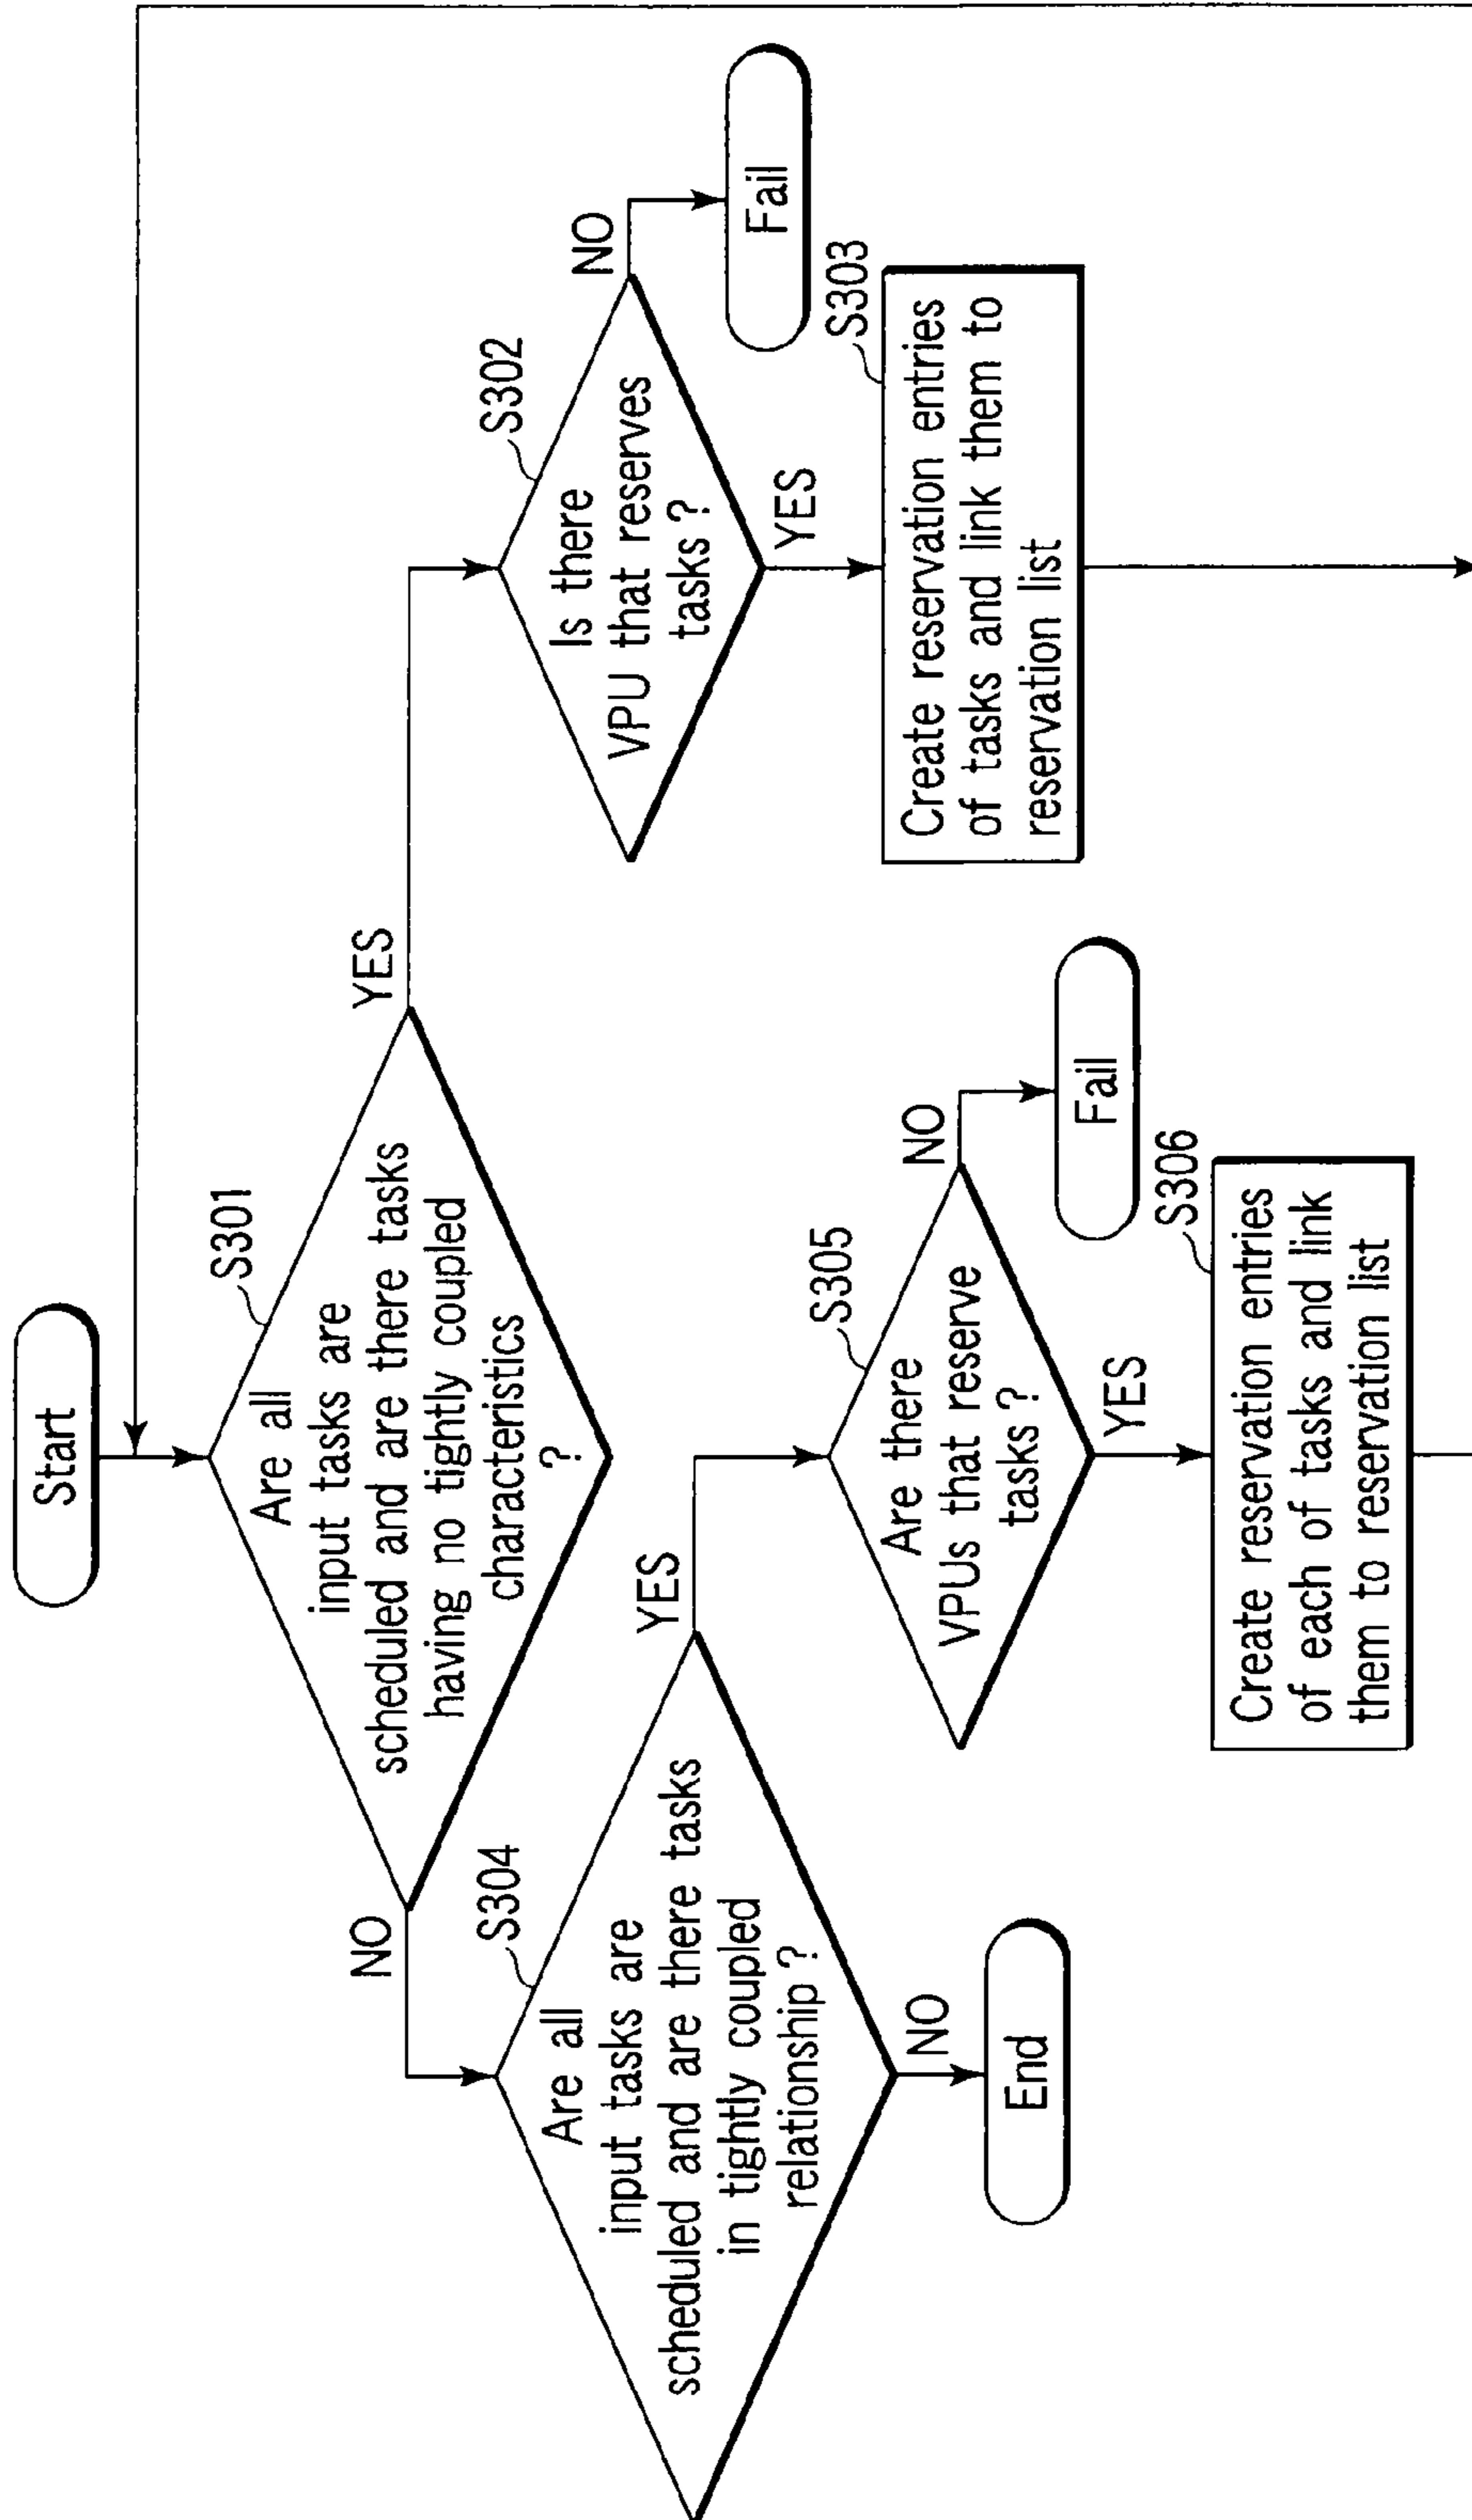 Start
S301
Are all
input tasks are
scheduled and are there tasks
having no tightly coupled
characteristics
?
NO
YES
S304
Are all
input tasks are
scheduled and are there tasks
in tightly coupled
relationship ?
YES
NO
End
S302
Is there
VPU that reserves
tasks ?
NO
Fail
YES
S303
Create reservation entries
of tasks and link them to
reservation list
S305
Are there
VPUs that reserve
tasks ?
NO
Fail
YES
S306
Create reservation entries
of each of tasks and link
them to reservation list